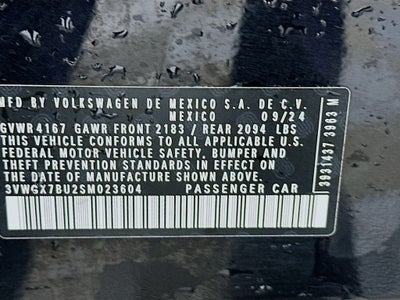 MFD BY VOLKSWAGEN DE MEXICO S.A. DE C.V.
MEXICO 09/24
GVWR 4167 GAWR FRONT 2183 / REAR 2094 LBS
THIS VEHICLE CONFORMS TO ALL APPLICABLE U.S.
FEDERAL MOTOR VEHICLE SAFETY, BUMPER AND
THEFT PREVENTION STANDARDS IN EFFECT ON
THE DATE OF MANUFACTURE SHOWN ABOVE.
3VWGX7BU2SM023604 PASSENGER CAR
3931437 3963 M